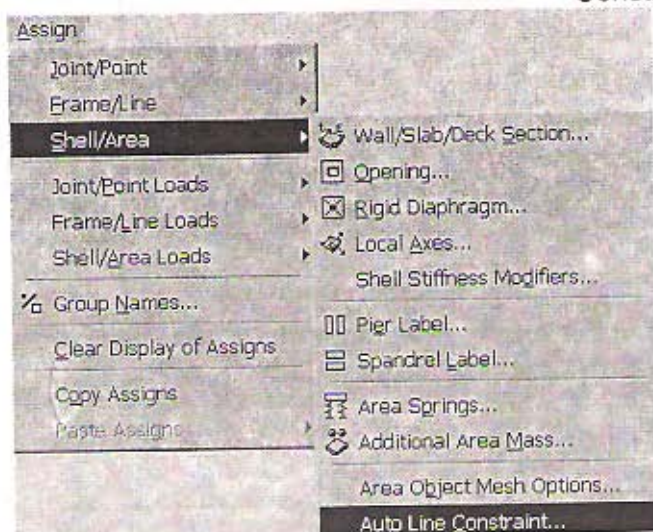 Assign
Joint/Point
Frame/Line
Shell/Area
Joint/Point Loads
Frame/Line Loads
Shell/Area Loads
Group Names...
Clear Display of Assigns
Copy Assigns
Paste Assigns
Wall/Slab/Deck Section...
Opening...
Rigid Diaphragm...
Local Axes...
Shell Stiffness Modifiers...
Pier Label...
Spandrel Label...
Area Springs...
Additional Area Mass...
Area Object Mesh Options...
Auto Line Constraint...